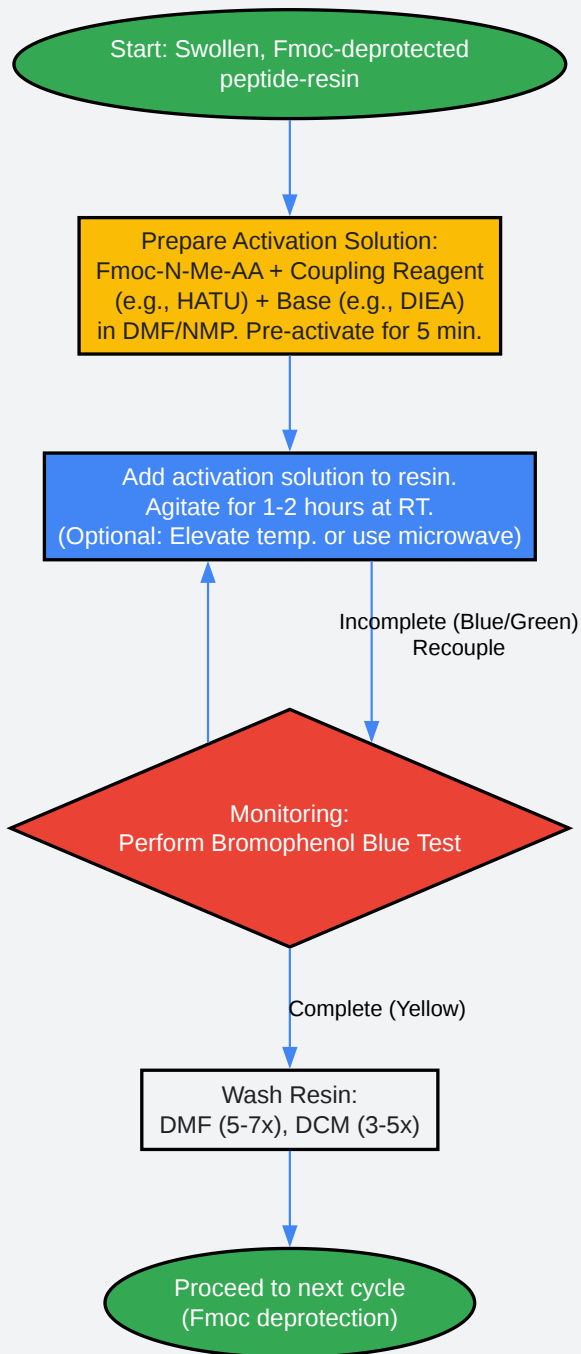 Start: Swollen, Fmoc-deprotected
peptide-resin
Prepare Activation Solution:
Fmoc-N-Me-AA + Coupling Reagent
(e.g., HATU) + Base (e.g., DIEA)
in DMF/NMP. Pre-activate for 5 min.
Add activation solution to resin.
Agitate for 1-2 hours at RT.
(Optional: Elevate temp. or use microwave)
Incomplete (Blue/Green)
Recouple
Monitoring:
Perform Bromophenol Blue Test
Complete (Yellow)
Wash Resin:
DMF (5-7x), DCM (3-5x)
Proceed to next cycle
(Fmoc deprotection)